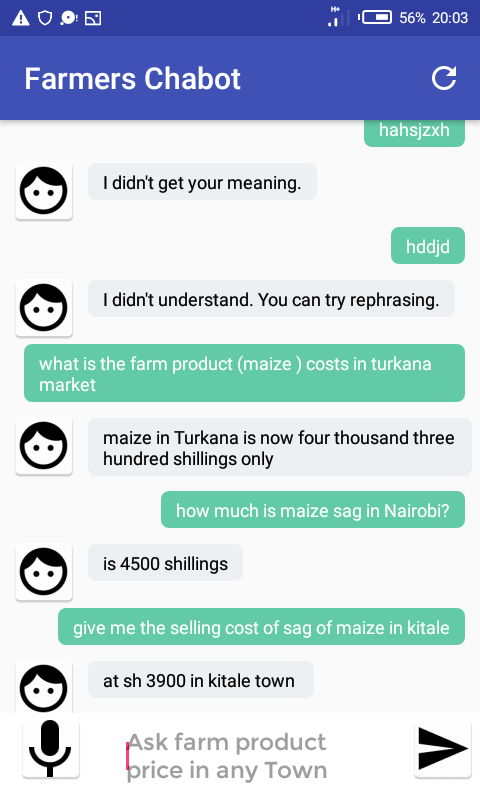 H+
56% 20:03
Farmers Chabot
hahsjzxh
I didn't get your meaning.
hddjd
I didn't understand. You can try rephrasing.
what is the farm product (maize ) costs in turkana
market
maize in Turkana is now four thousand three
hundred shillings only
how much is maize sag in Nairobi?
is 4500 shillings
give me the selling cost of sag of maize in kitale
at sh 3900 in kitale town
Ask farm product
price in any Town